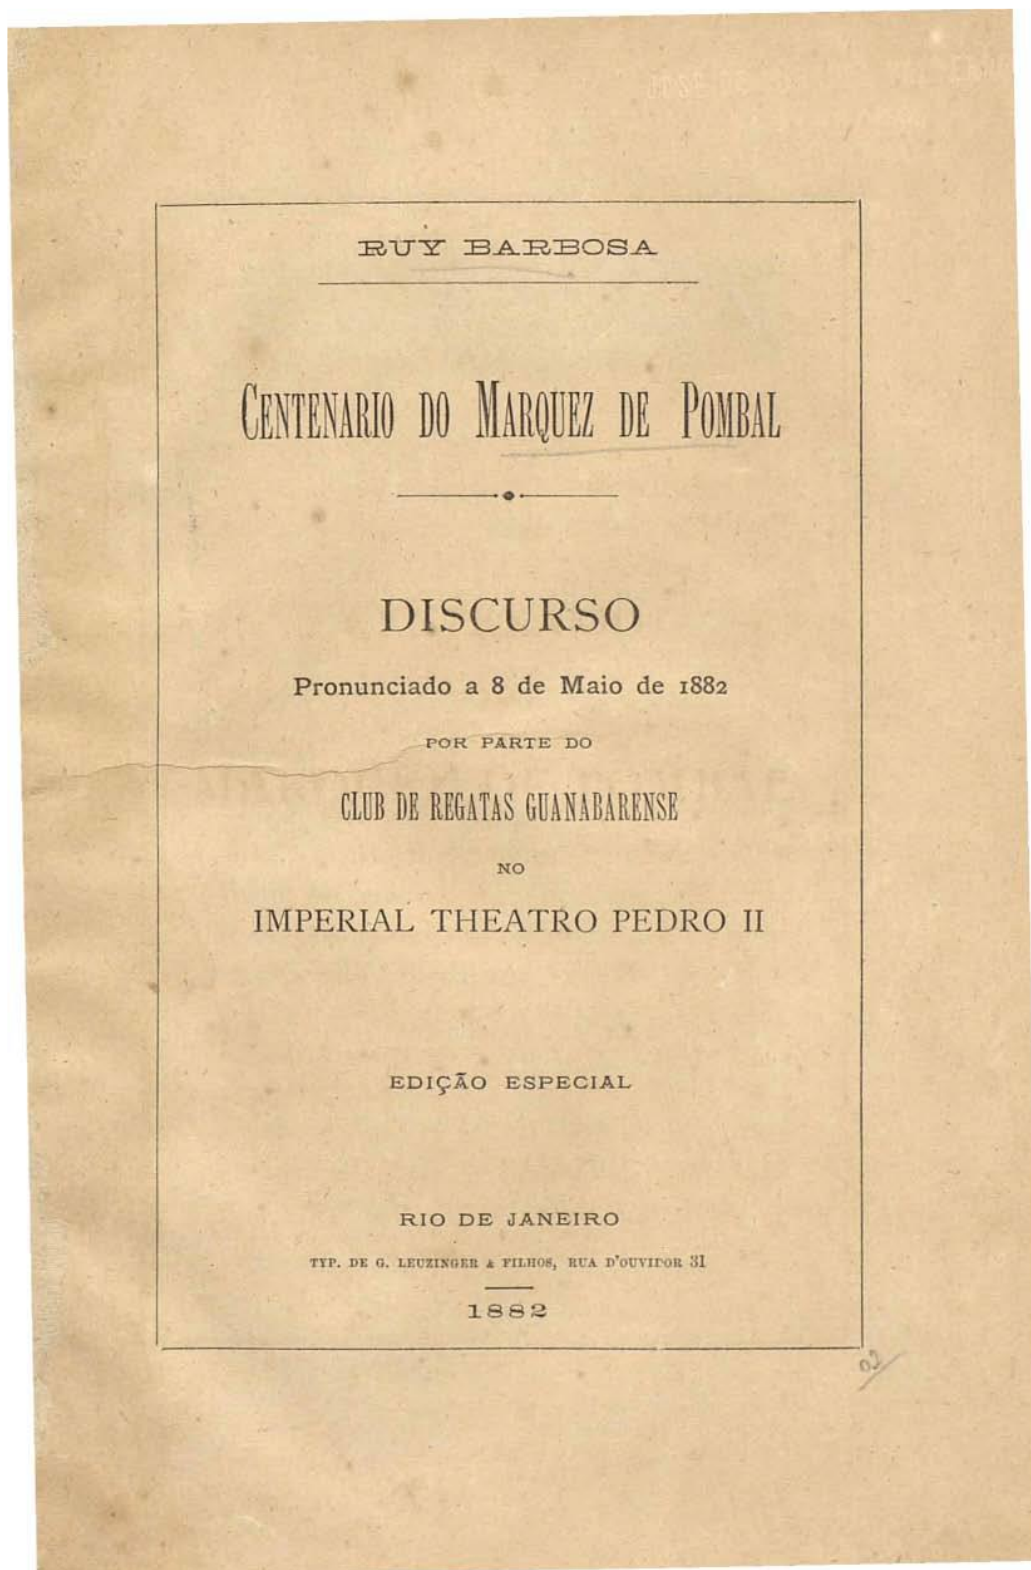 RUY BARBOSA
CENTENARIO DO MARQUEZ DE POMBAL
DISCURSO
Pronunciado a 8 de Maio de 1882
POR PARTE DO
CLUB DE REGATAS GUANABARENSE
NO
IMPERIAL THEATRO PEDRO II
EDIÇÃO ESPECIAL
RIO DE JANEIRO
TYP. DE G. LEUZINGER & FILHOS, RUA D'OUVIDOR 31
1882
02